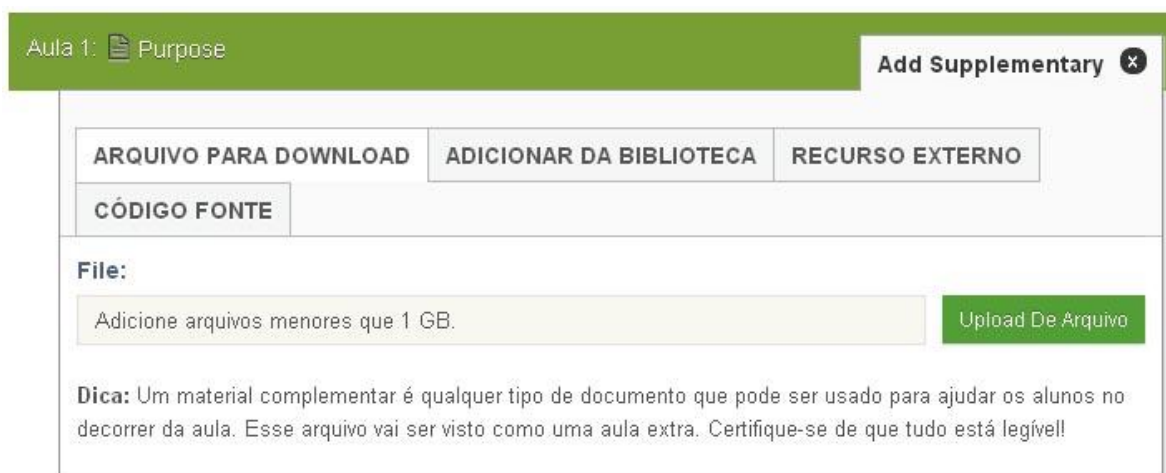 Aula 1: Purpose
Add Supplementary
ARQUIVO PARA DOWNLOAD
ADICIONAR DA BIBLIOTECA
RECURSO EXTERNO
CÓDIGO FONTE
File:
Adicione arquivos menores que 1 GB.
Upload De Arquivo
Dica: Um material complementar é qualquer tipo de documento que pode ser usado para ajudar os alunos no
decorrer da aula. Esse arquivo vai ser visto como uma aula extra. Certifique-se de que tudo está legível!